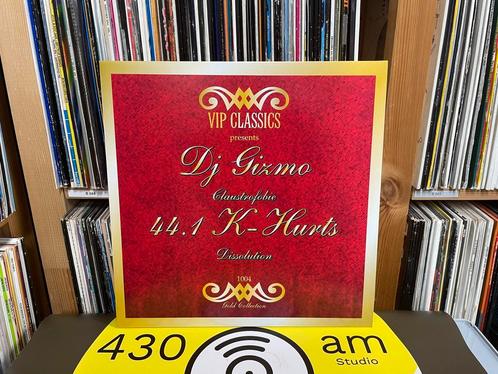 VIP CLASSICS
presents
Dj Gizmo
Claustrofobie
44.1 K-Hurts
Dissolution
1004
Gold Collection
430 am
Studio